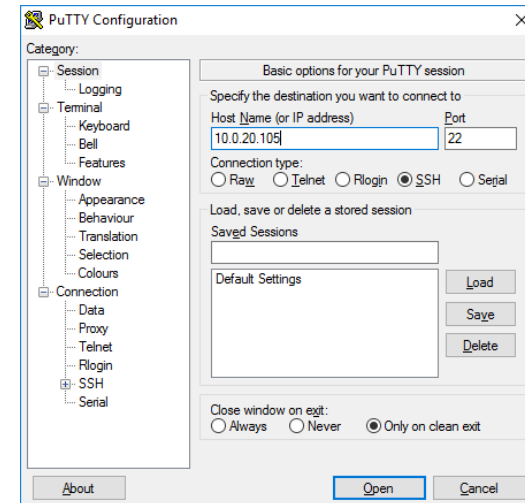 PuTTY Configuration
Category:
Session
Logging
Terminal
Keyboard
Bell
Features
Window
Appearance
Behaviour
Translation
Selection
Colours
Connection
Data
Proxy
Telnet
Rlogin
SSH
Serial
Basic options for your PuTTY session
Specify the destination you want to connect to
Host Name (or IP address) Port
10.0.20.105 22
Connection type:
Raw Telnet Rlogin SSH Serial
Load, save or delete a stored session
Saved Sessions
Default Settings
Load
Save
Delete
Close window on exit:
Always Never Only on clean exit
About Open Cancel